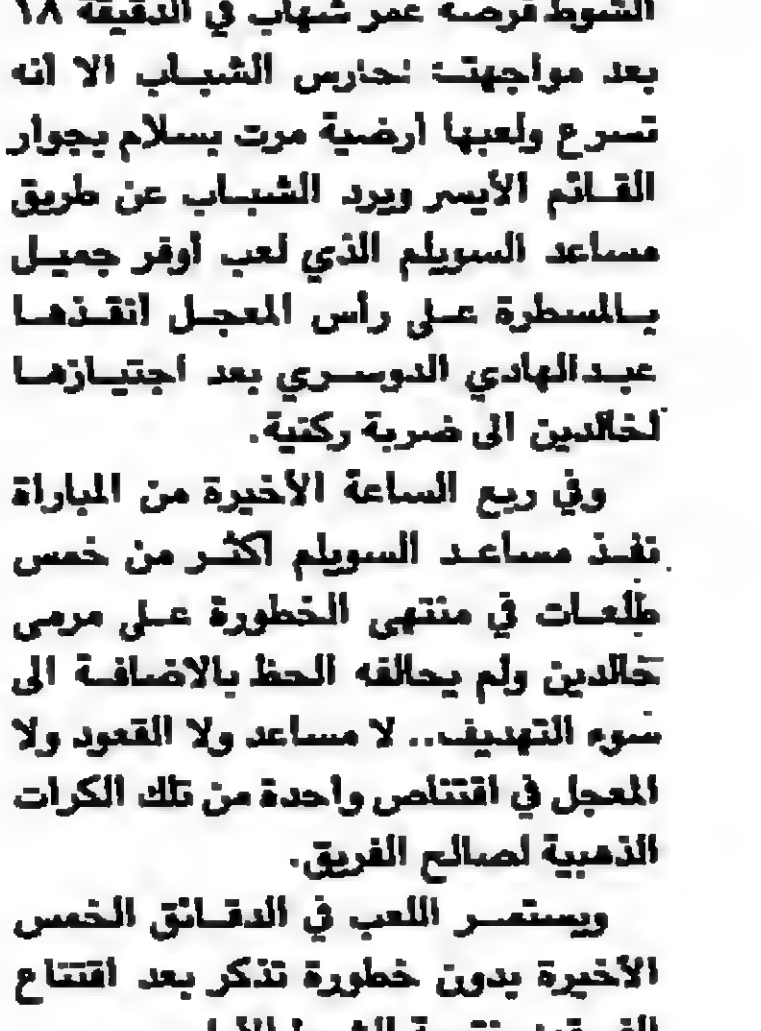 الشوط فرصة عمر شهاب في الدقيقة ١٨
بعد مواجهته لحارس الشباب الا انه
تسرع ولعبها ارضية مرت بسلام بجوار
القائم الأيسر ويرد الشباب عن طريق
مساعد السويلم الذي لعب أوفر جميل
بالمسطرة على رأس المعجل انقذها
عبدالهادي الدوسري بعد اجتيازها
لخالدين الى ضربة ركنية.
وفي ربع الساعة الأخيرة من المباراة
نفذ مساعد السويلم اكثر من خمس
طلعات في منتهى الخطورة على مرمى
خالدين ولم يحالفه الحظ بالاضافة الى
سوء التهديف.. لا مساعد ولا القعود ولا
المعجل في اقتناص واحدة من تلك الكرات
الذهبية لصالح الفريق.
ويستمر اللعب في الدقائق الخمس
الأخيرة بدون خطورة تذكر بعد اقتناع